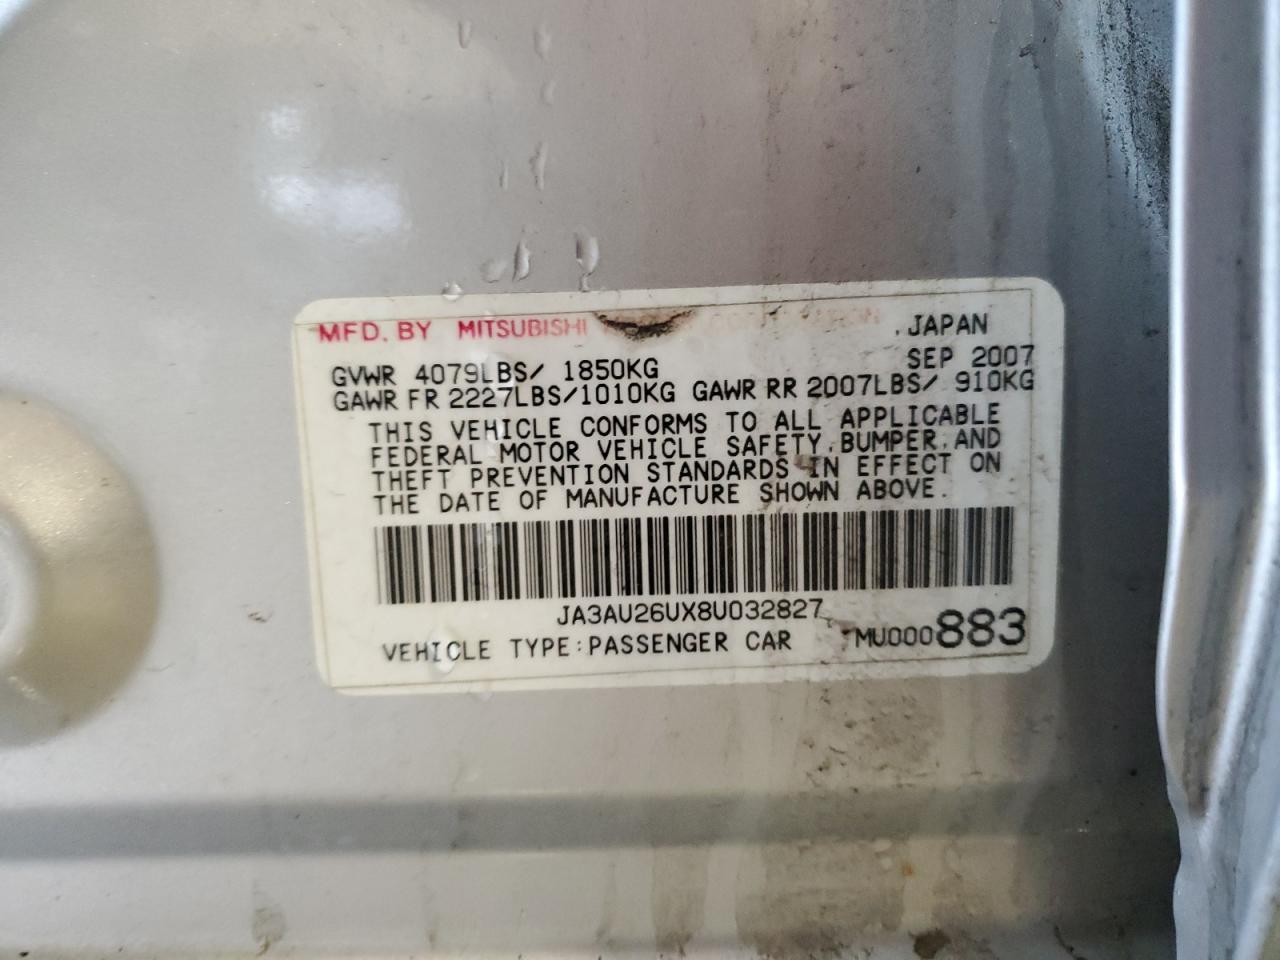 MFD. BY MITSUBISHI CORPORATION , JAPAN
GVWR 4079LBS/ 1850KG SEP 2007
GAWR FR 2227LBS/1010KG GAWR RR 2007LBS/ 910KG
THIS VEHICLE CONFORMS TO ALL APPLICABLE
FEDERAL MOTOR VEHICLE SAFETY, BUMPER, AND
THEFT PREVENTION STANDARDS IN EFFECT ON
THE DATE OF MANUFACTURE SHOWN ABOVE.
JA3AU26UX8U032827
VEHICLE TYPE:PASSENGER CAR MU000883